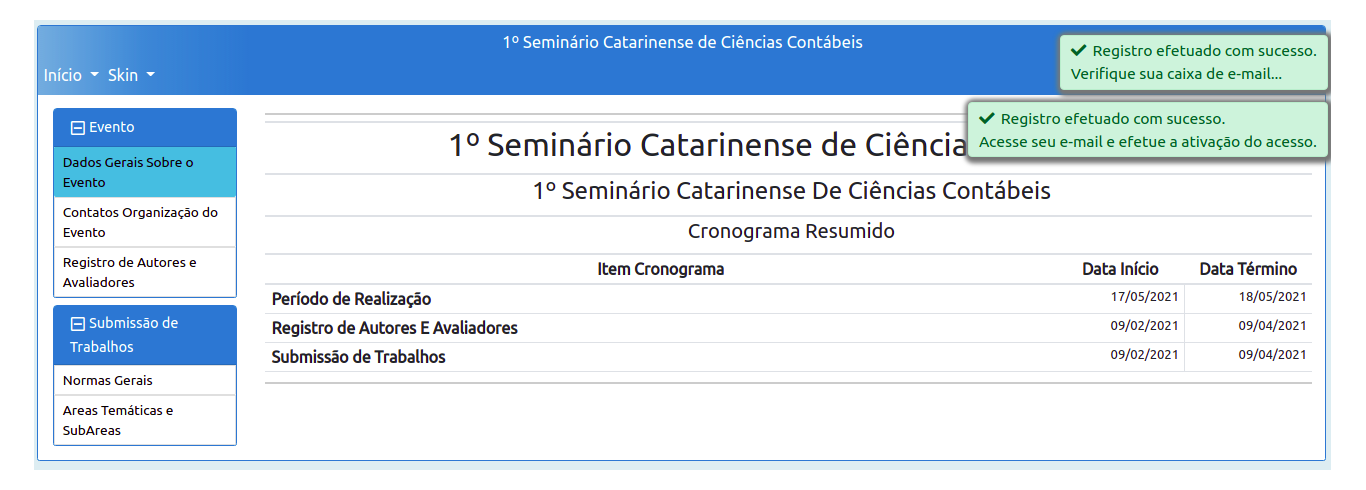 1º Seminário Catarinense de Ciências Contábeis
Início Skin
Registro efetuado com sucesso.
Verifique sua caixa de e-mail...
Registro efetuado com sucesso.
Acesse seu e-mail e efetue a ativação do acesso.
Evento
Dados Gerais Sobre o
Evento
Contatos Organização do
Evento
Registro de Autores e
Avaliadores
Submissão de
Trabalhos
Normas Gerais
Areas Temáticas e
SubAreas
1º Seminário Catarinense de Ciência
1º Seminário Catarinense De Ciências Contábeis
Cronograma Resumido
Item Cronograma Data Início Data Término
Período de Realização 17/05/2021 18/05/2021
Registro de Autores E Avaliadores 09/02/2021 09/04/2021
Submissão de Trabalhos 09/02/2021 09/04/2021